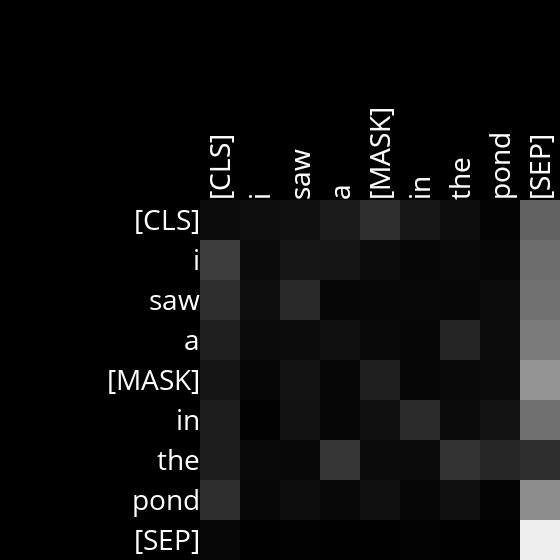 [CLS] i saw a [MASK] in the pond [SEP]
[CLS]
i
saw
a
[MASK]
in
the
pond
[SEP]